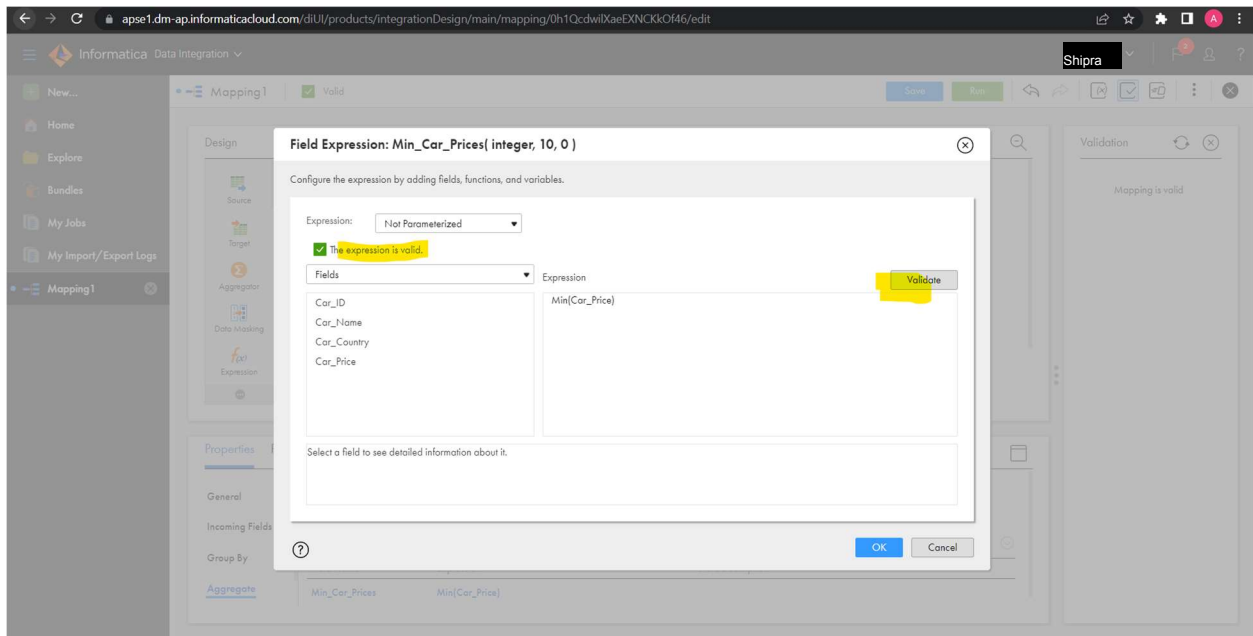 apse1.dm-ap.informaticacloud.com/diUI/products/integrationDesign/main/mapping/0h1QcdwilXaeEXNCKkOf46/edit
A
Informatica Data Integration
Shipra
2
?
New...
Mapping1
Valid
Save
Run
Home
Explore
Bundles
My Jobs
My Import/Export Logs
Mapping1
Design
Source
Target
Aggregator
Data Masking
f(x)
Expression
Field Expression: Min_Car_Prices( integer, 10, 0 )
Configure the expression by adding fields, functions, and variables.
Expression:
Not Parameterized
The expression is valid.
Fields
Expression
Validate
Car_ID
Car_Name
Car_Country
Car_Price
Min(Car_Price)
Select a field to see detailed information about it.
?
OK
Cancel
Validation
Mapping is valid
Properties
General
Incoming Fields
Group By
Aggregate
Min_Car_Prices
Min(Car_Price)